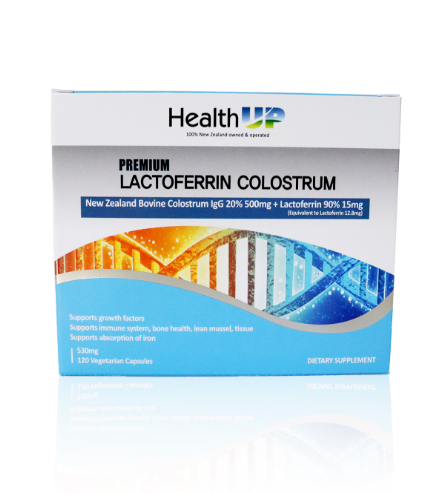 Health UP
100% New Zealand owned & operated
PREMIUM
LACTOFERRIN COLOSTRUM
New Zealand Bovine Colostrum IgG 20% 500mg + Lactoferrin 90% 15mg
(Equivalent to Lactoferrin 12.8mg)
Supports growth factors
Supports immune system, bone health, lean mussel, tissue
Supports absorption of iron
530mg
120 Vegetarian Capsules
DIETARY SUPPLEMENT